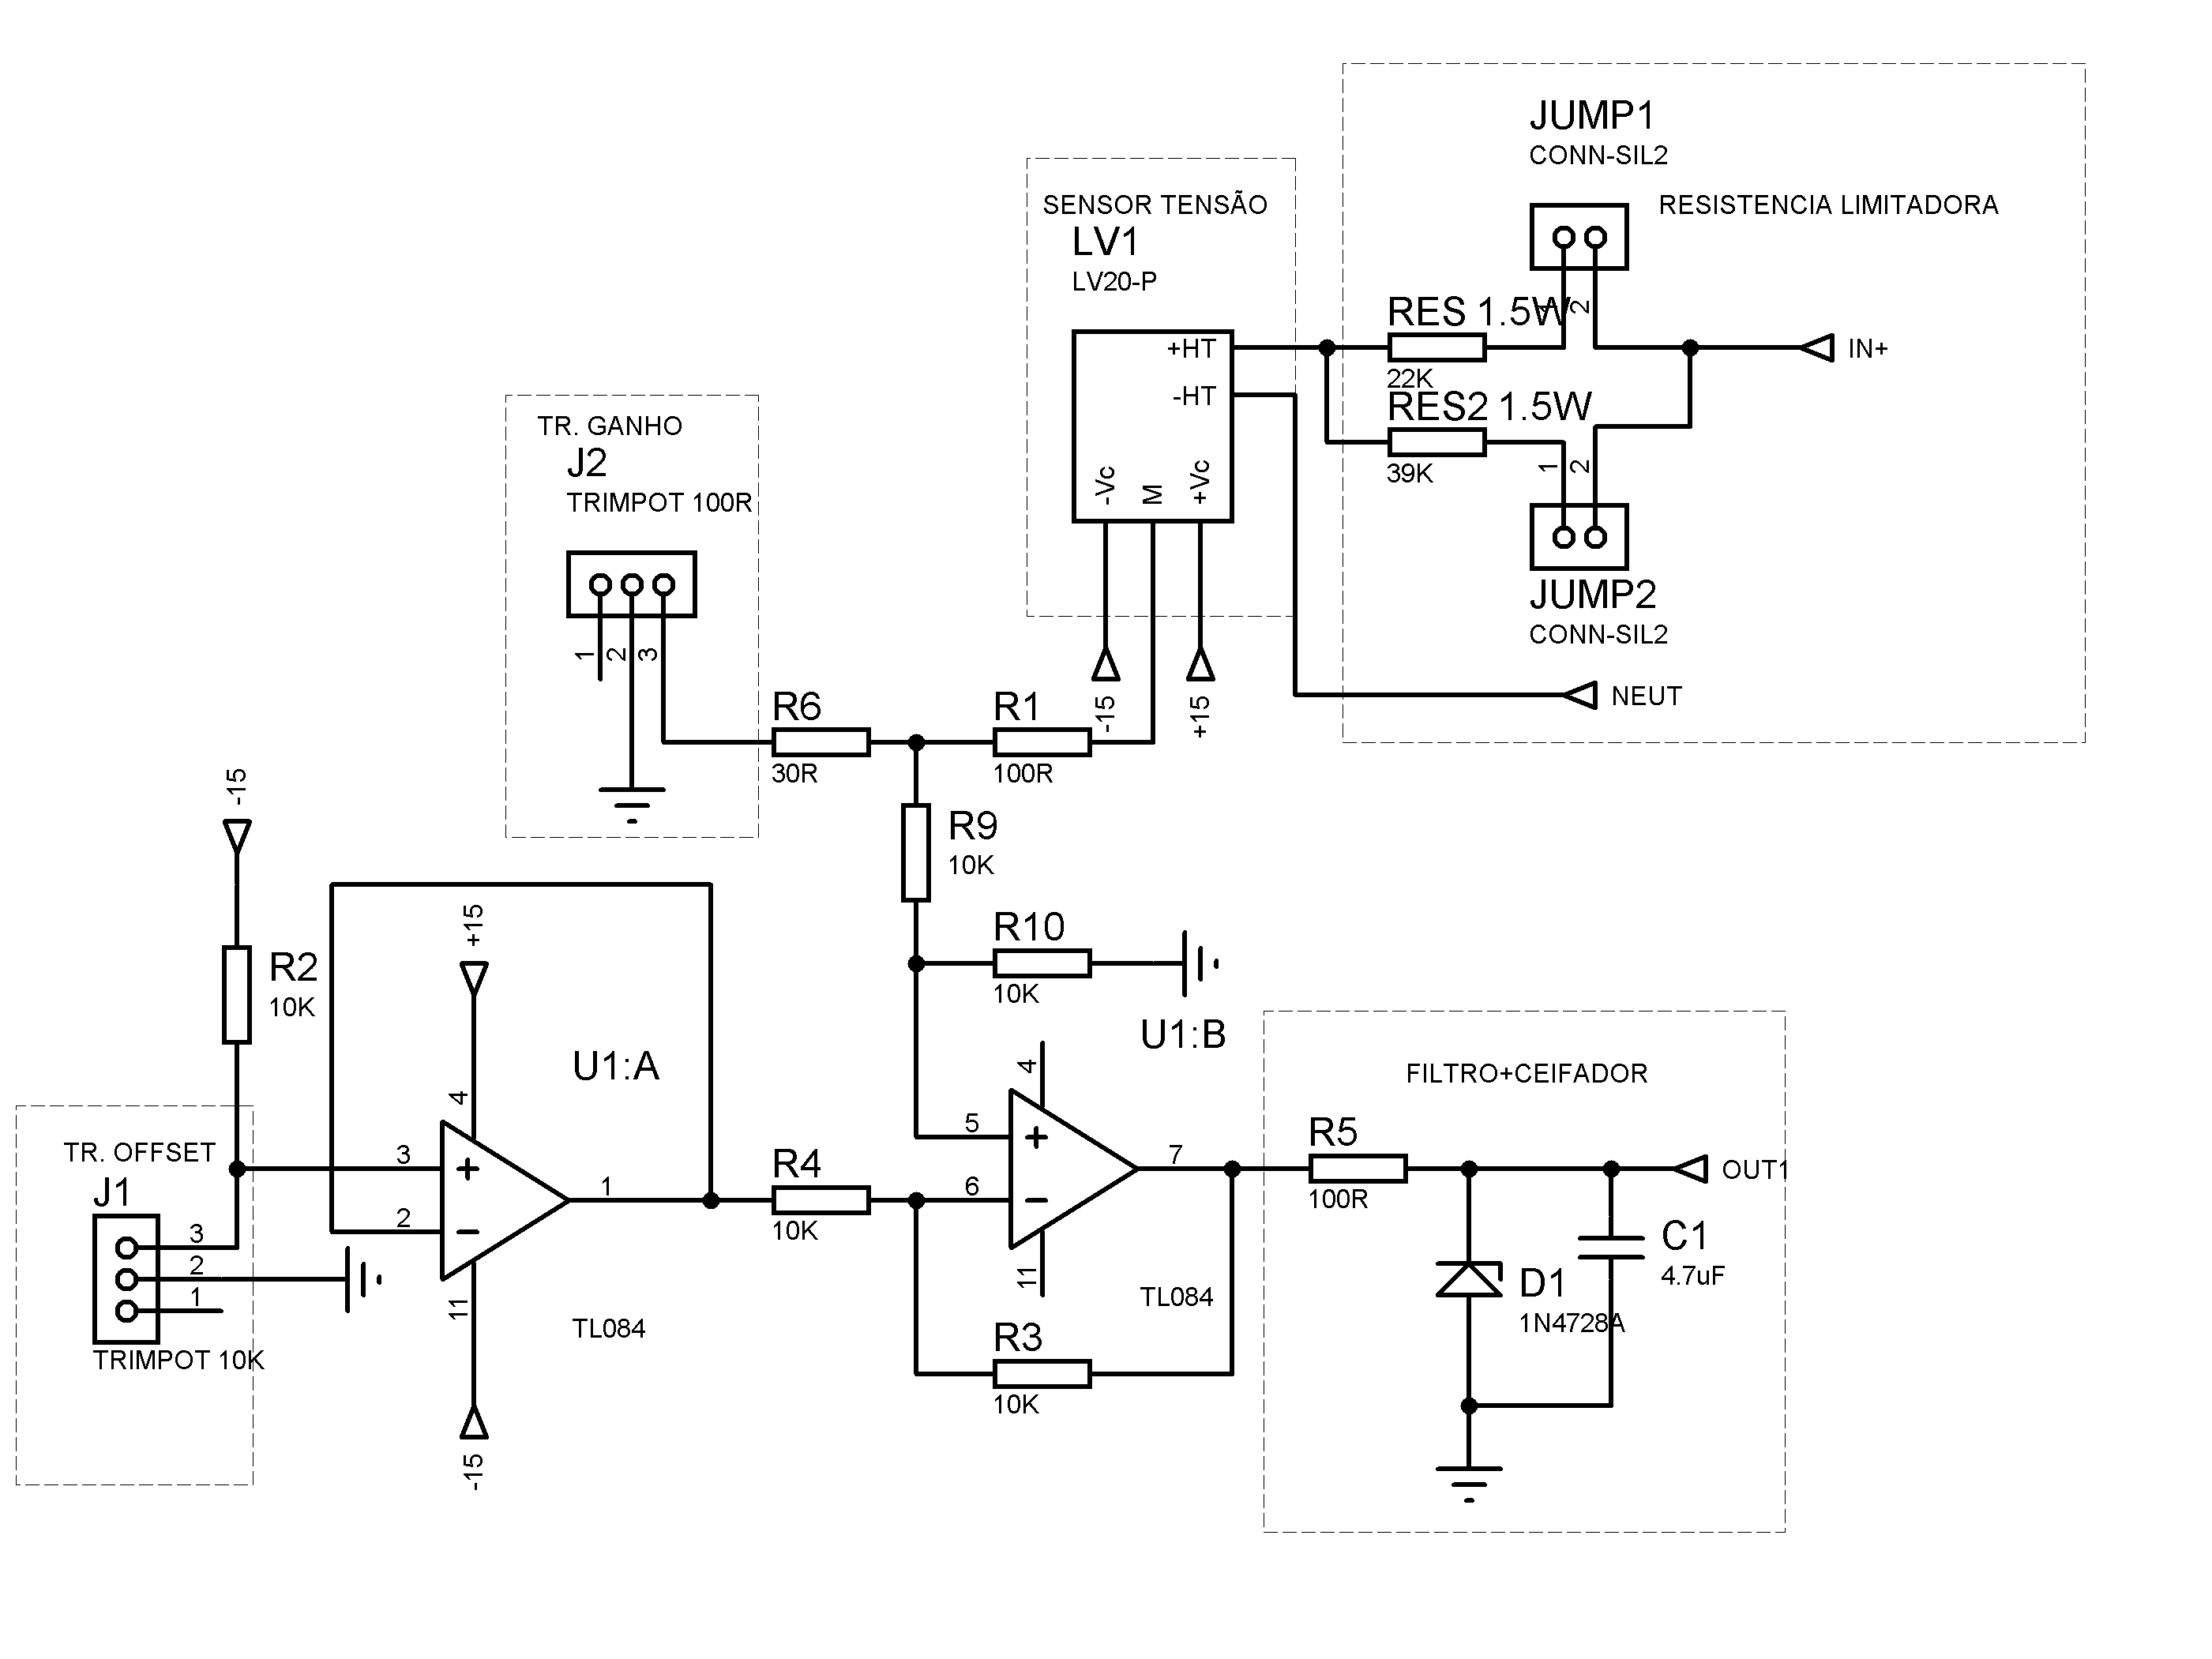 JUMP1
CONN-SIL2
RESISTENCIA LIMITADORA
1
2
SENSOR TENSÃO
LV1
LV20-P
+HT
-HT
-Vc
M
+Vc
-15
+15
RES 1.5W
22K
RES2 1.5W
39K
IN+
1
2
JUMP2
CONN-SIL2
NEUT
TR. GANHO
J2
TRIMPOT 100R
1
2
3
R6
30R
R1
100R
R9
10K
R10
10K
-15
R2
10K
+15
U1:A
4
3
2
1
11
TL084
-15
TR. OFFSET
J1
3
2
1
TRIMPOT 10K
R4
10K
U1:B
4
5
6
7
11
TL084
R3
10K
FILTRO+CEIFADOR
R5
100R
OUT1
D1
1N4728A
C1
4.7uF